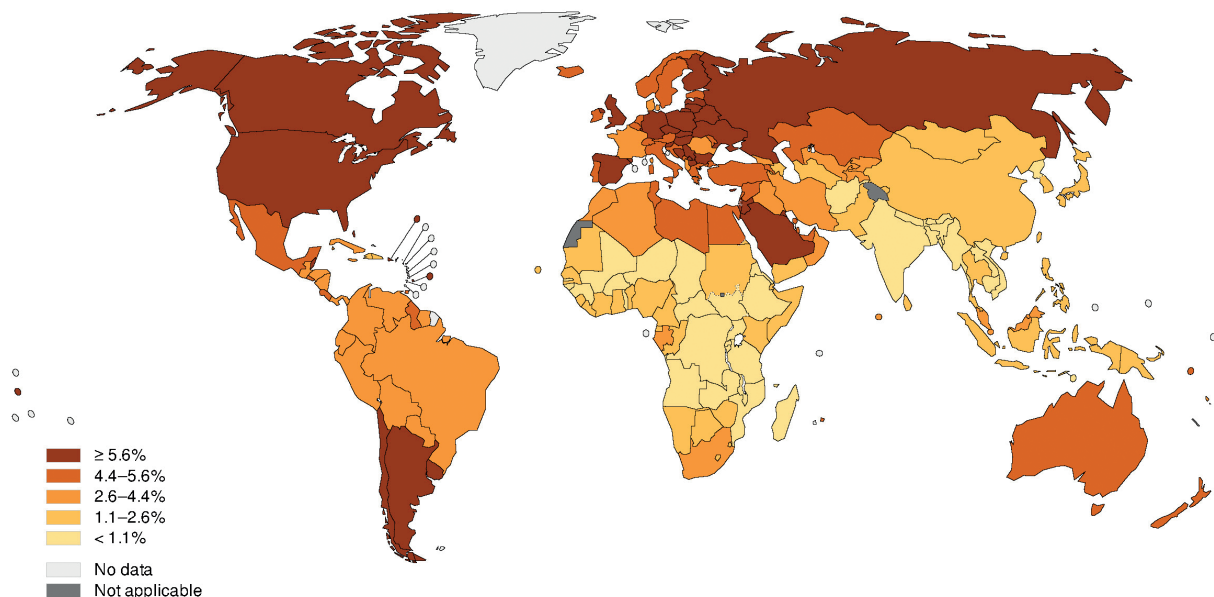 ≥ 5.6%
4.4–5.6%
2.6–4.4%
1.1–2.6%
< 1.1%
No data
Not applicable